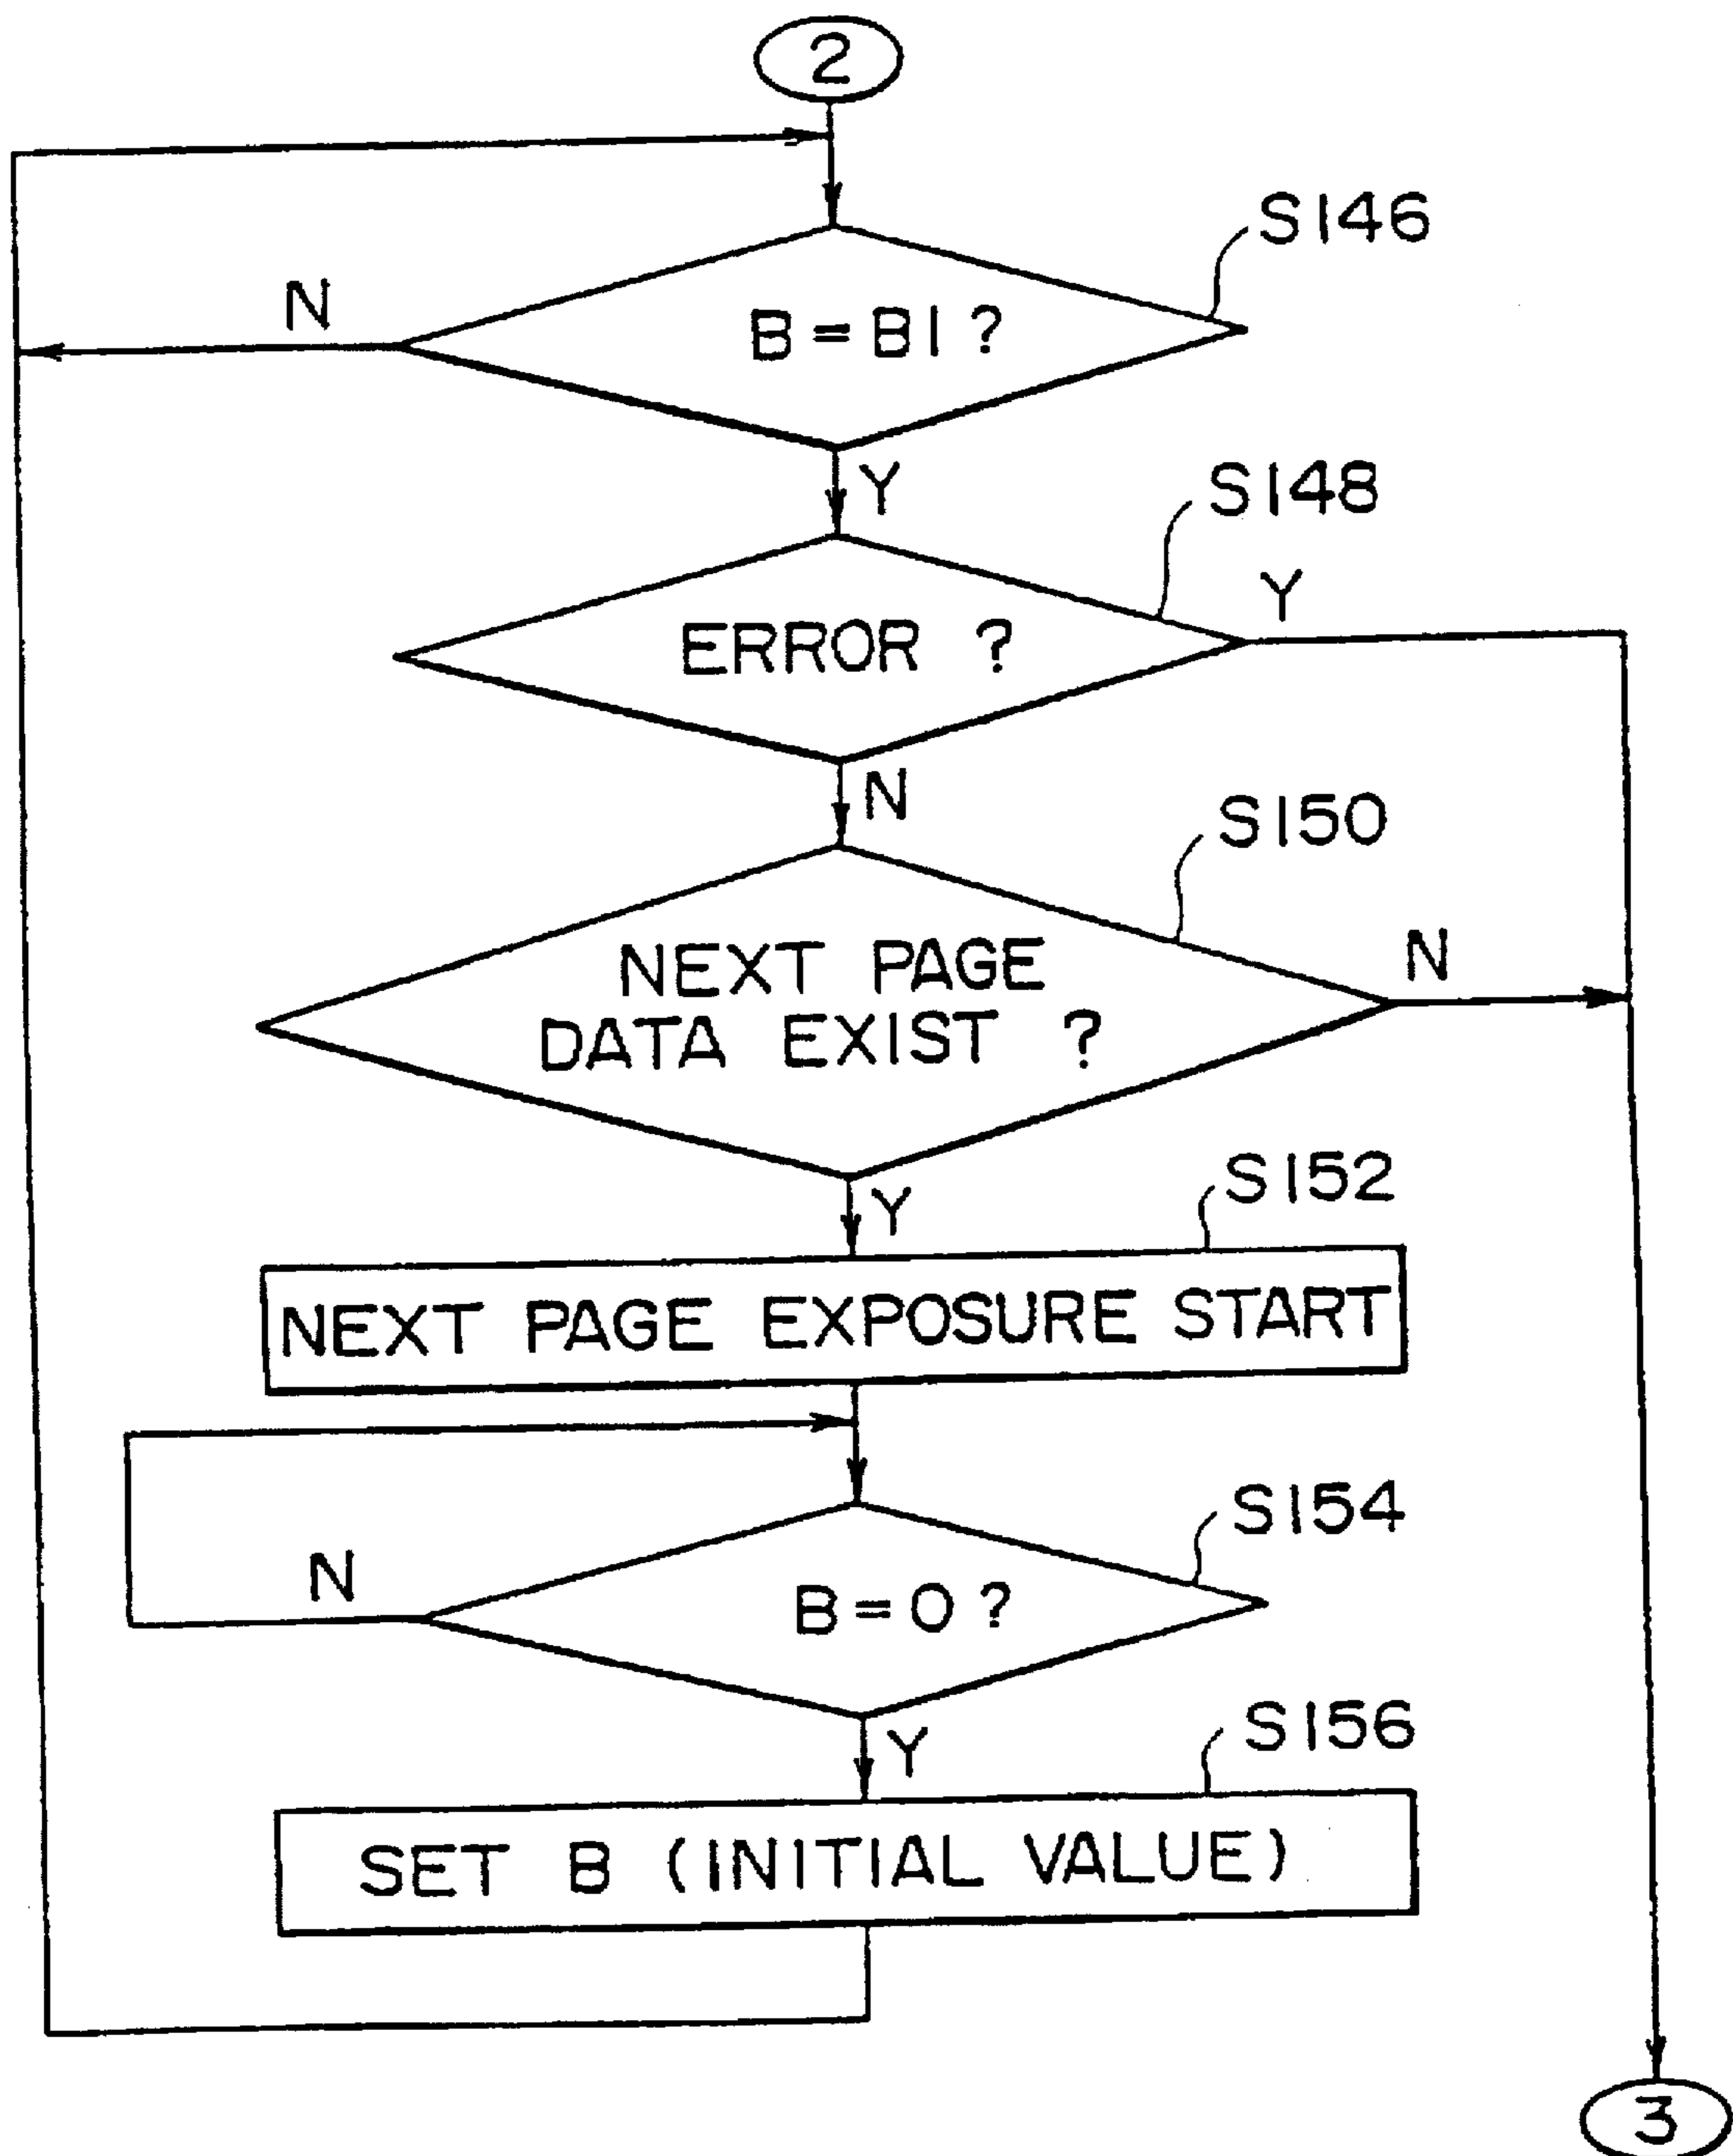 2
S146
N
B=B1?
Y
S148
Y
ERROR ?
N
S150
NEXT PAGE
DATA EXIST ?
N
Y
S152
NEXT PAGE EXPOSURE START
S154
N
B=0?
Y
S156
SET B (INITIAL VALUE)
3